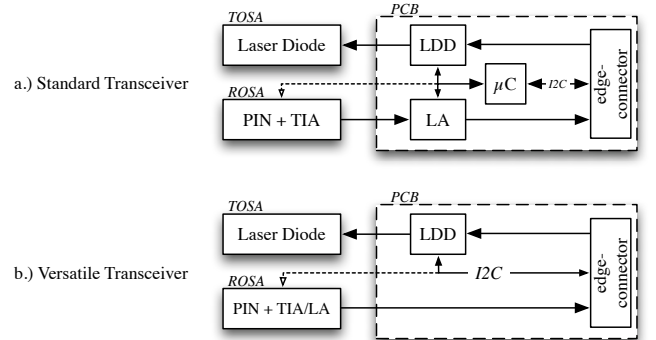 TOSA
PCB
Laser Diode
LDD
a.) Standard Transceiver
ROSA
µC
I2C
edge-
connector
PIN + TIA
LA
TOSA
PCB
Laser Diode
LDD
b.) Versatile Transceiver
ROSA
I2C
edge-
connector
PIN + TIA/LA